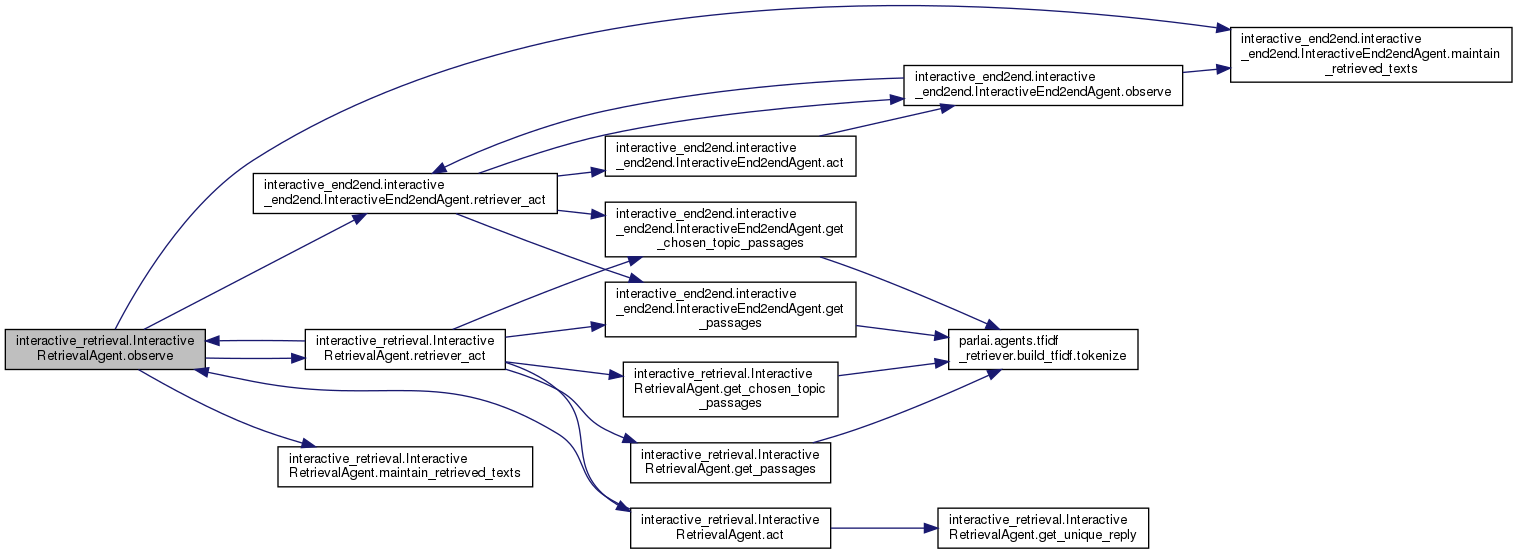 interactive_end2end.interactive
_end2end.InteractiveEnd2endAgent.maintain
_retrieved_texts
interactive_end2end.interactive
_end2end.InteractiveEnd2endAgent.observe
interactive_end2end.interactive
_end2end.InteractiveEnd2endAgent.act
interactive_end2end.interactive
_end2end.InteractiveEnd2endAgent.retriever_act
interactive_end2end.interactive
_end2end.InteractiveEnd2endAgent.get
_chosen_topic_passages
interactive_end2end.interactive
_end2end.InteractiveEnd2endAgent.get
_passages
interactive_retrieval.Interactive
RetrievalAgent.observe
interactive_retrieval.Interactive
RetrievalAgent.retriever_act
parlai.agents.tfidf
_retriever.build_tfidf.tokenize
interactive_retrieval.Interactive
RetrievalAgent.get_chosen_topic
_passages
interactive_retrieval.Interactive
RetrievalAgent.maintain_retrieved_texts
interactive_retrieval.Interactive
RetrievalAgent.get_passages
interactive_retrieval.Interactive
RetrievalAgent.act
interactive_retrieval.Interactive
RetrievalAgent.get_unique_reply